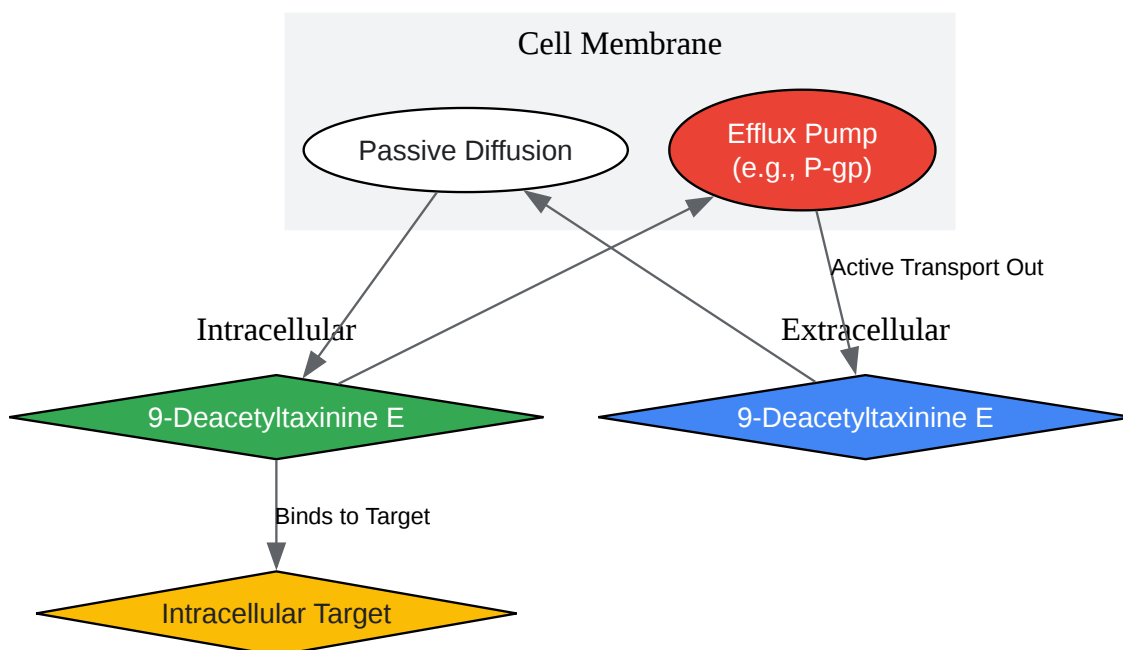 Cell Membrane
Passive Diffusion
Efflux Pump
(e.g., P-gp)
Active Transport Out
Intracellular
Extracellular
9-Deacetyltaxinine E
9-Deacetyltaxinine E
Binds to Target
Intracellular Target